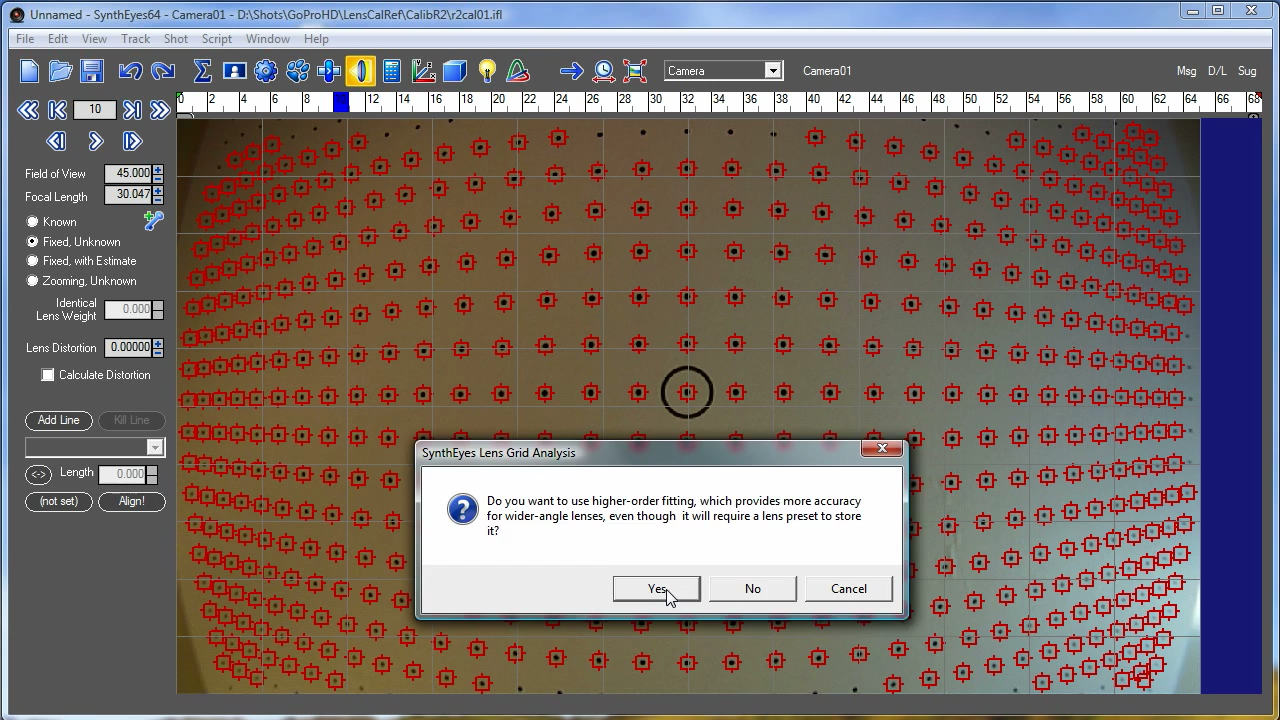 Unnamed - SynthEyes64 - Camera01 - D:\Shots\GoProHD\LensCalRef\CalibR2\r2cal01.ifl
File Edit View Track Shot Script Window Help
Camera Camera01 Msg D/L Sug
0 2 4 6 8 10 12 14 16 18 20 22 24 26 28 30 32 34 36 38 40 42 44 46 48 50 52 54 56 58 60 62 64 66 68
10
Field of View 45.000
Focal Length 30.047
Known
Fixed, Unknown
Fixed, with Estimate
Zooming, Unknown
Identical
Lens Weight 0.000
Lens Distortion 0.00000
Calculate Distortion
Add Line Kill Line
<-> Length 0.000
(not set) Align!
SynthEyes Lens Grid Analysis
Do you want to use higher-order fitting, which provides more accuracy
for wider-angle lenses, even though it will require a lens preset to store
it?
Yes No Cancel